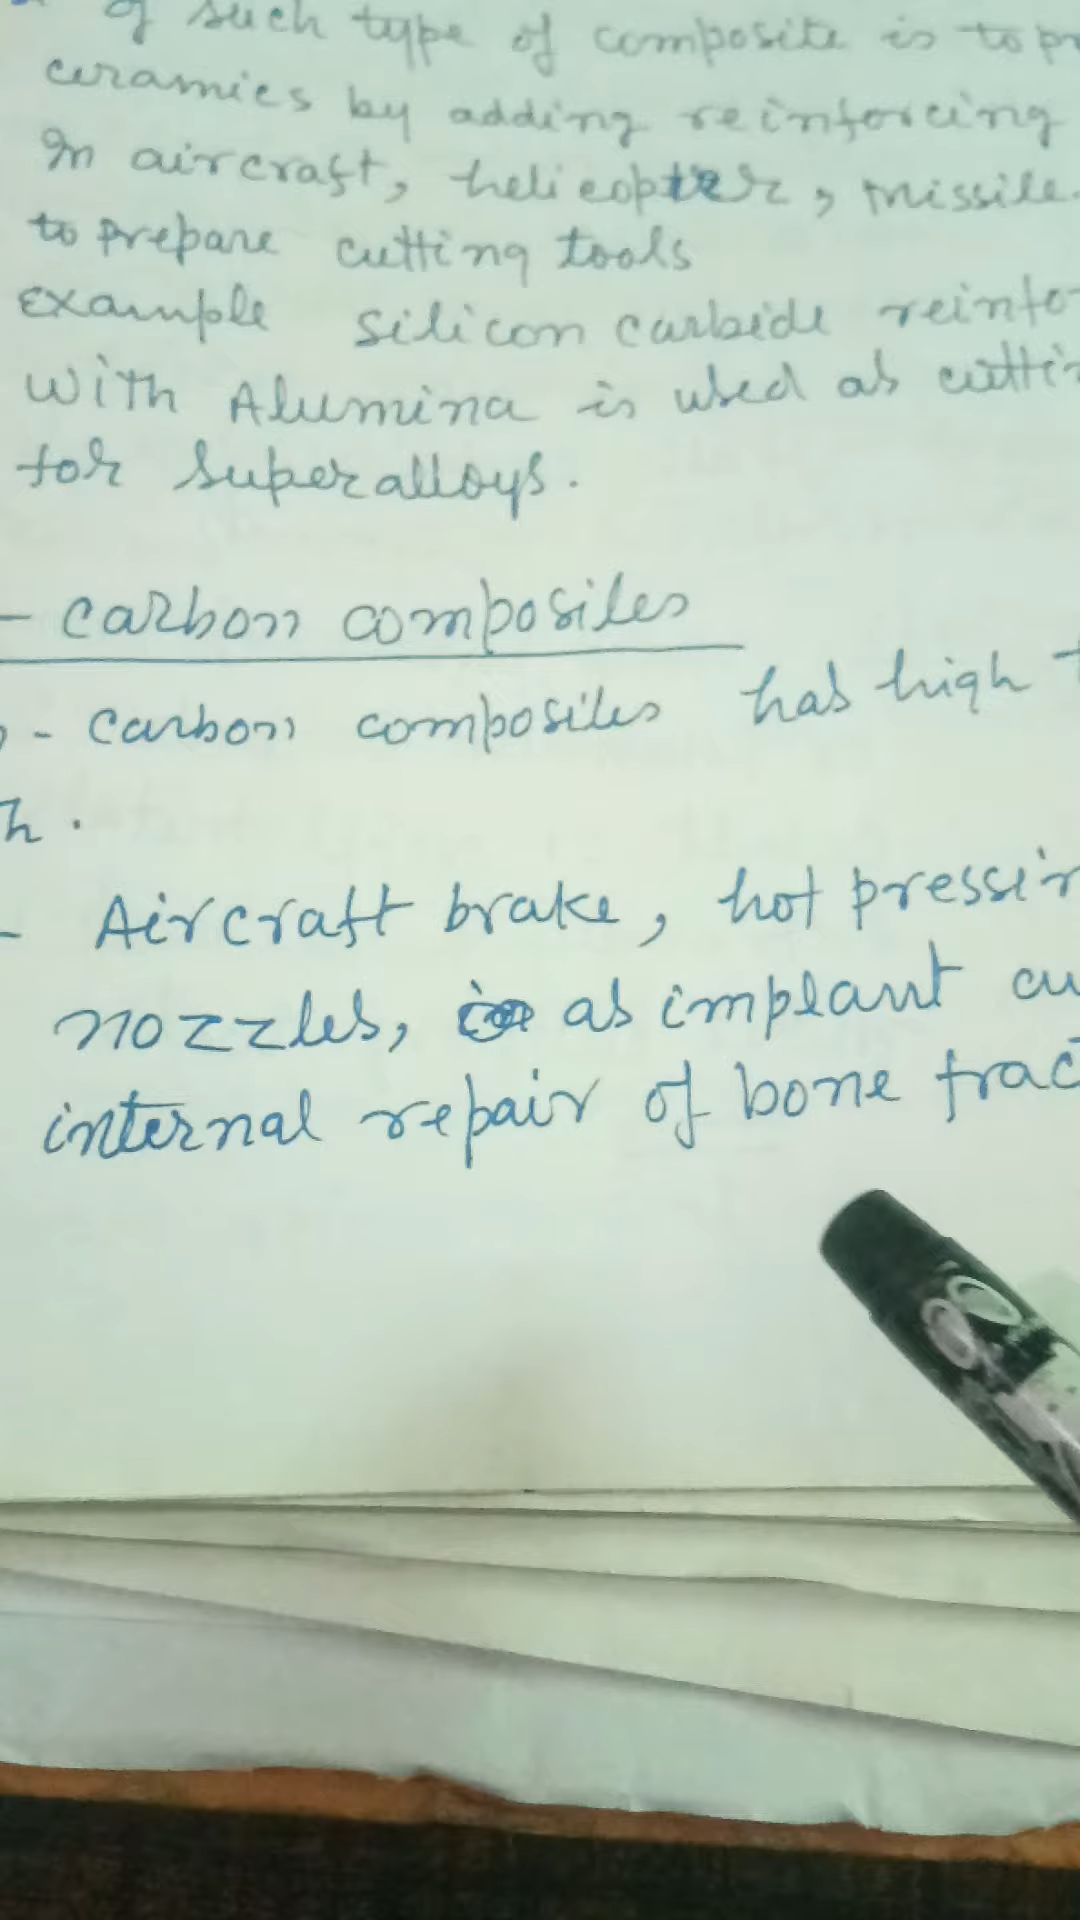 of such type of composite is to
ceramics by adding reinforcing
In aircraft, helicopter, missile
to prepare cutting tools
Example silicon carbide
with Alumina is used as
for superalloys.
- carbon composites
- Carbon composites has high
h.
- Aircraft brake, hot
nozzles, as implant
internal repair of bone